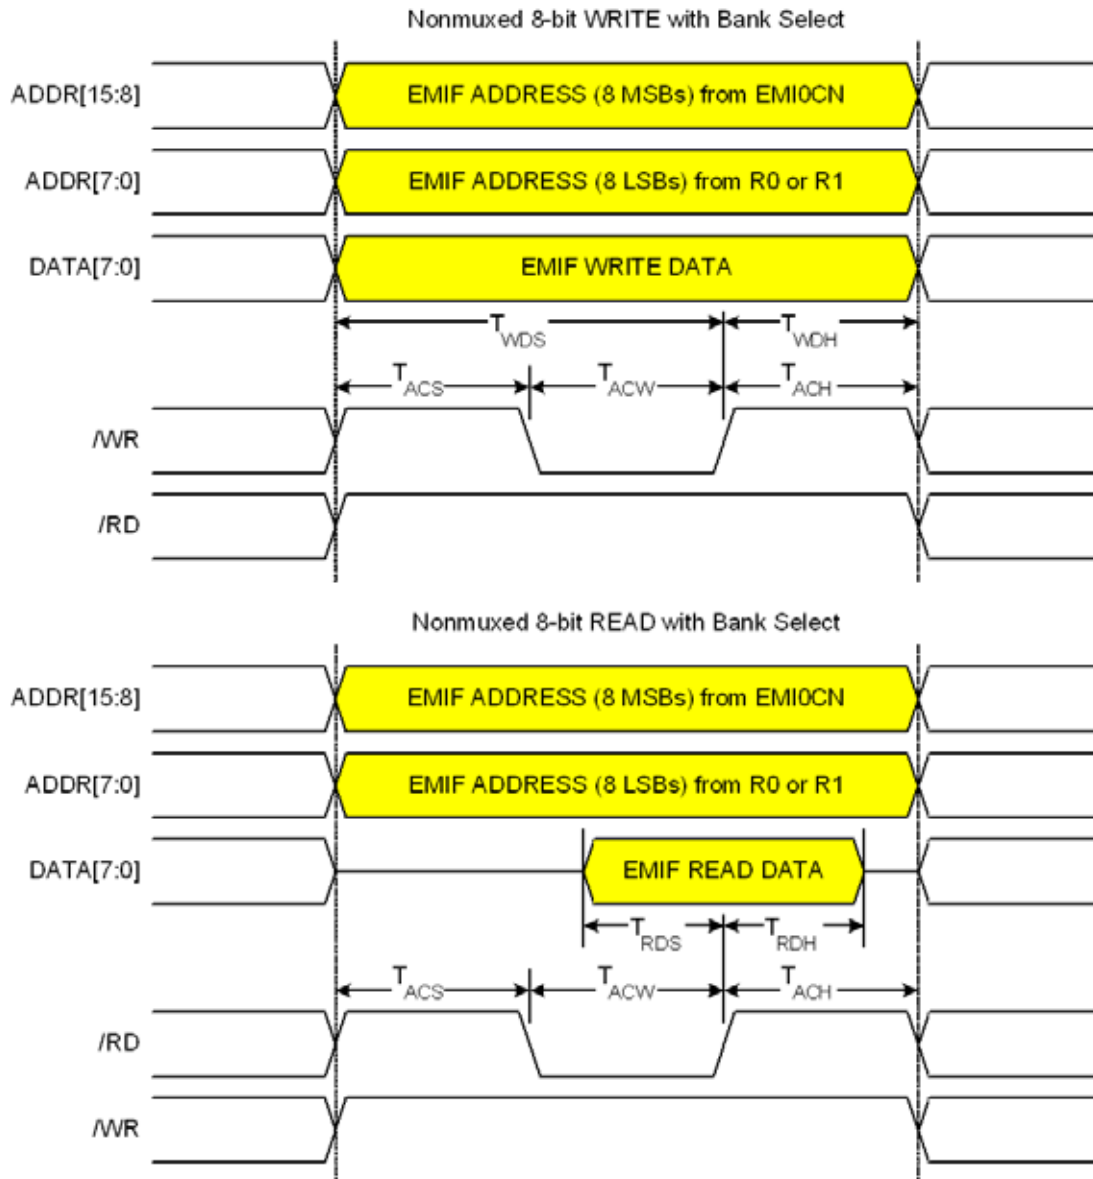 Nonmuxed 8-bit WRITE with Bank Select
ADDR[15:8]
EMIF ADDRESS (8 MSBs) from EMI0CN
ADDR[7:0]
EMIF ADDRESS (8 LSBs) from R0 or R1
DATA[7:0]
EMIF WRITE DATA
TWDS TWDH
TACS TACW TACH
/WR
/RD
Nonmuxed 8-bit READ with Bank Select
ADDR[15:8]
EMIF ADDRESS (8 MSBs) from EMI0CN
ADDR[7:0]
EMIF ADDRESS (8 LSBs) from R0 or R1
DATA[7:0]
EMIF READ DATA
TRDS TRDH
TACS TACW TACH
/RD
/WR